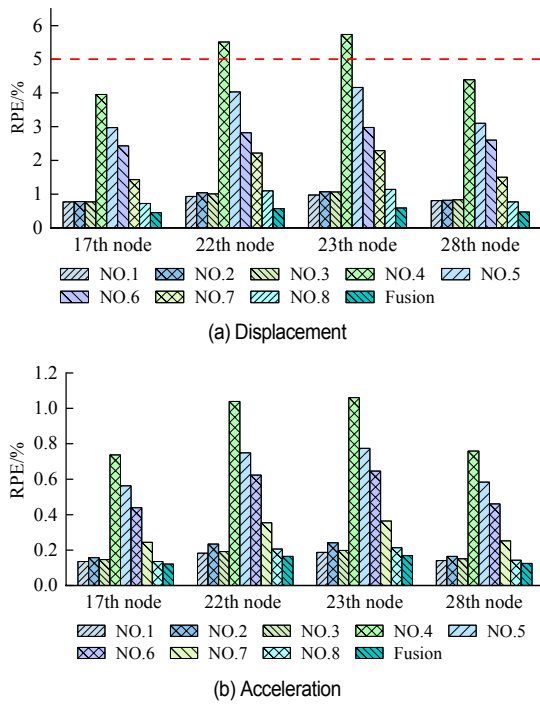 6
5
4
3
2
1
0
RPE/%
17th node 22th node 23th node 28th node
NO.1 NO.2 NO.3 NO.4 NO.5
NO.6 NO.7 NO.8 Fusion
(a) Displacement
1.2
1.0
0.8
0.6
0.4
0.2
0.0
RPE/%
17th node 22th node 23th node 28th node
NO.1 NO.2 NO.3 NO.4 NO.5
NO.6 NO.7 NO.8 Fusion
(b) Acceleration